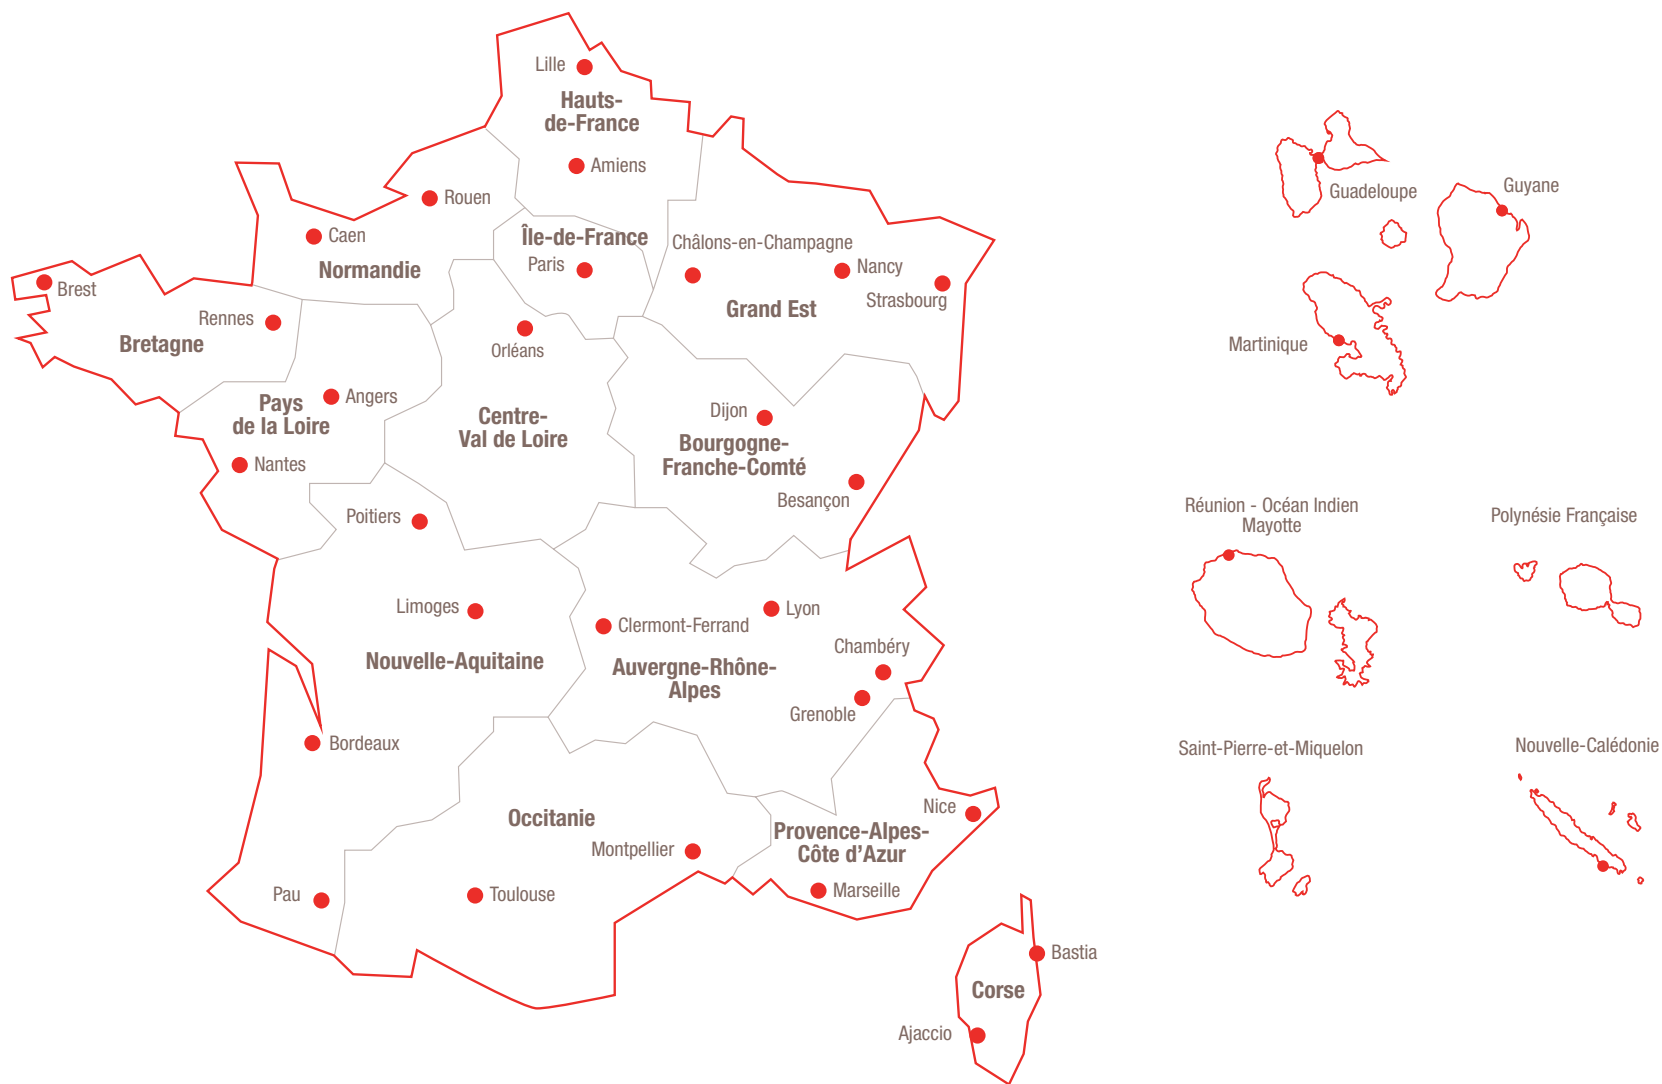 Lille
Hauts-
de-France
Amiens
Rouen
Caen
Normandie
Île-de-France
Paris
Châlons-en-Champagne
Nancy
Strasbourg
Grand Est
Brest
Rennes
Bretagne
Orléans
Angers
Pays
de la Loire
Nantes
Centre-
Val de Loire
Dijon
Bourgogne-
Franche-Comté
Besançon
Poitiers
Limoges
Nouvelle-Aquitaine
Clermont-Ferrand
Lyon
Auvergne-Rhône-
Alpes
Chambéry
Grenoble
Bordeaux
Occitanie
Montpellier
Pau
Toulouse
Nice
Provence-Alpes-
Côte d'Azur
Marseille
Bastia
Corse
Ajaccio
Guadeloupe
Guyane
Martinique
Réunion - Océan Indien
Mayotte
Polynésie Française
Saint-Pierre-et-Miquelon
Nouvelle-Calédonie